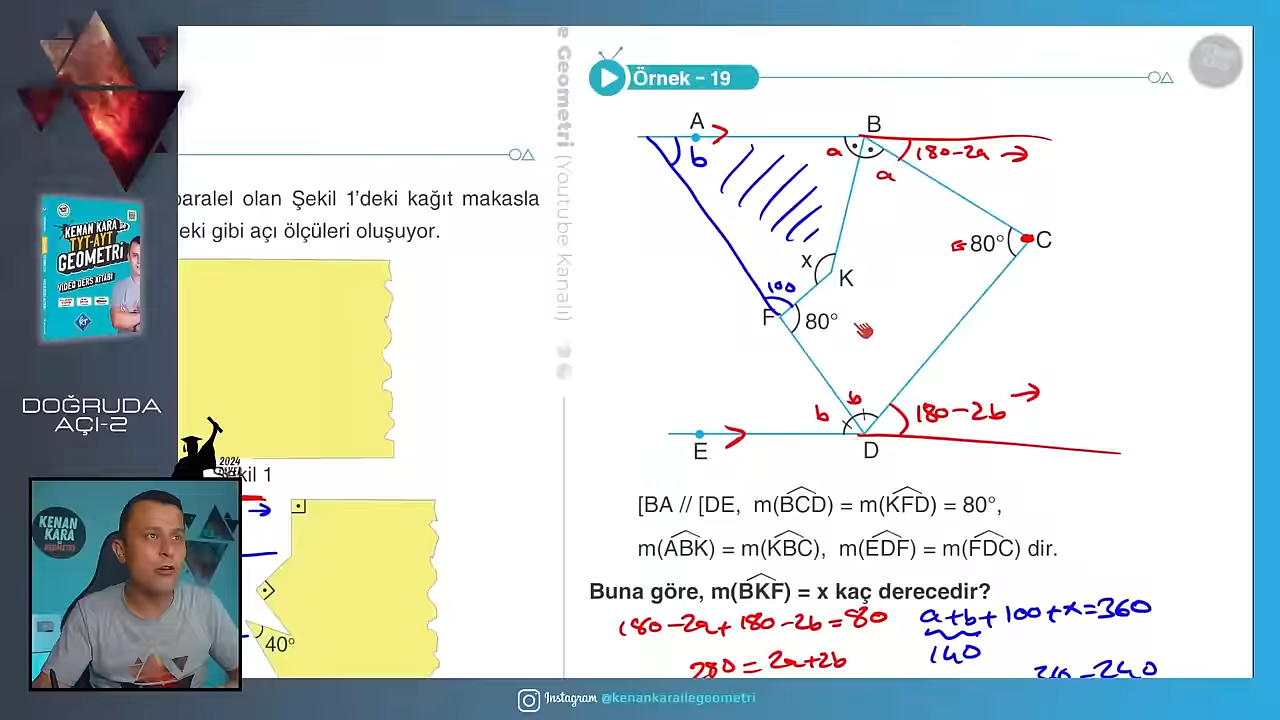 KENAN KARA
TYT-AYT
GEOMETRİ
VİDEO DERS KİTABI
DOĞRUDA
AÇI-2
KENAN
KARA
paralel olan Şekil 1'deki kağıt makasla
eki gibi açı ölçüleri oluşuyor.
2024
Şekil 1
40°
e Geometri (Youtube Kanalı)
Örnek - 19
A
B
b
a
180-2a
a
80°
C
x
K
100
F
80°
b
b
180-2b
E
D
[BA // [DE, m(BCD) = m(KFD) = 80°,
m(ABK) = m(KBC), m(EDF) = m(FDC) dir.
Buna göre, m(BKF) = x kaç derecedir?
180-2a+180-2b=80
280=2a+2b
a+b+100+x=360
140
Instagram @kenankarailegeometri